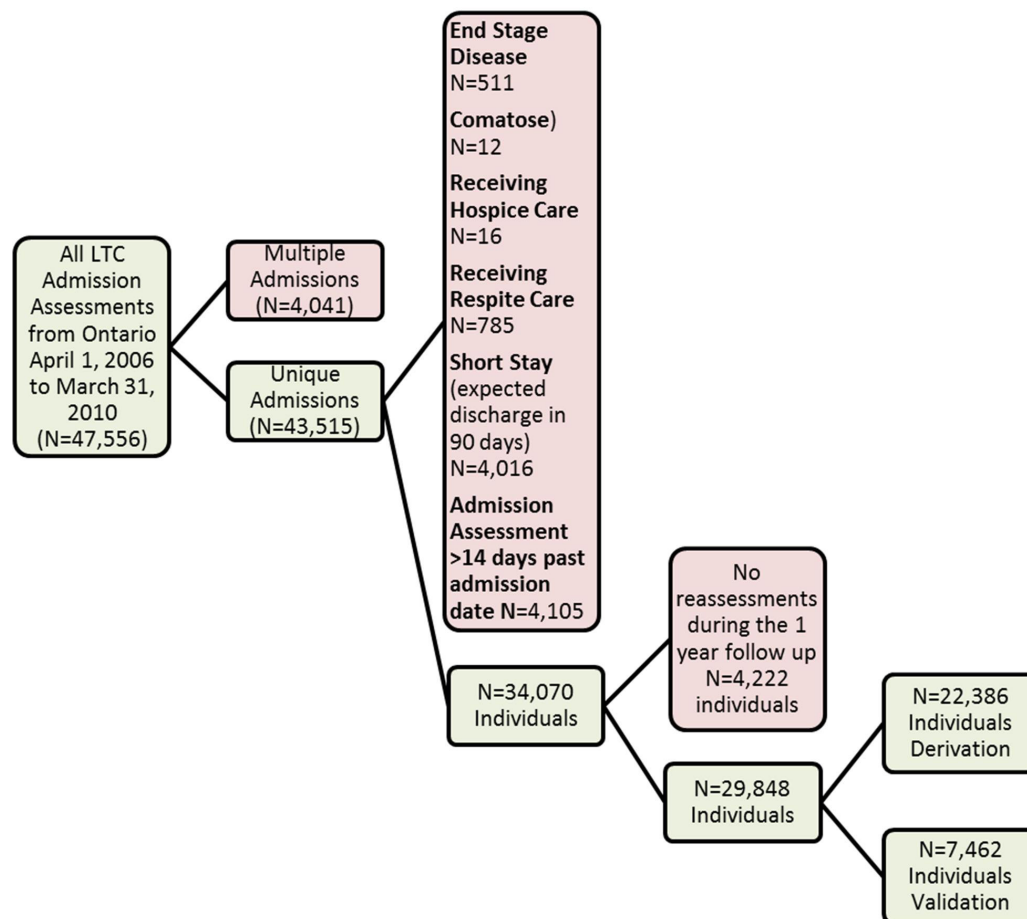 All LTC
Admission
Assessments
from Ontario
April 1, 2006
to March 31,
2010
(N=47,556)
Multiple
Admissions
(N=4,041)
Unique
Admissions
(N=43,515)
End Stage
Disease
N=511
Comatose)
N=12
Receiving
Hospice Care
N=16
Receiving
Respite Care
N=785
Short Stay
(expected
discharge in
90 days)
N=4,016
Admission
Assessment
>14 days past
admission
date N=4,105
N=34,070
Individuals
No
reassessments
during the 1
year follow up
N=4,222
individuals
N=29,848
Individuals
N=22,386
Individuals
Derivation
N=7,462
Individuals
Validation